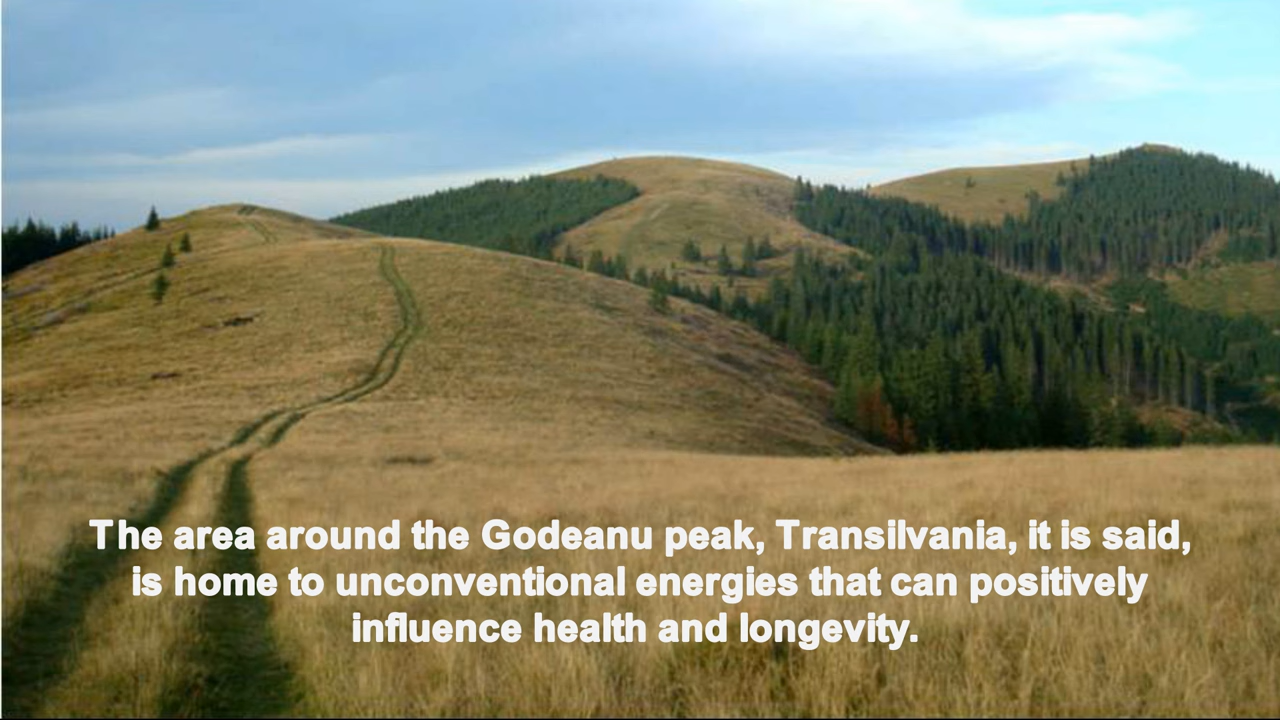 The area around the Godeanu peak, Transilvania, it is said,
is home to unconventional energies that can positively
influence health and longevity.